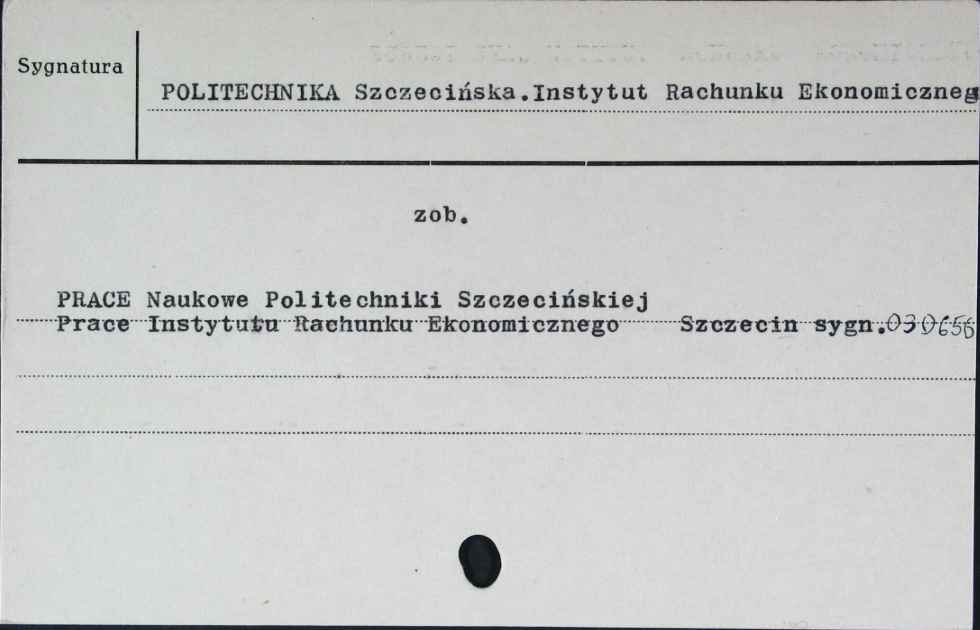 Sygnatura
POLITECHNIKA Szczecińska.Instytut Rachunku Ekonomiczneg
zob.
PRACE Naukowe Politechniki Szczecińskiej
Prace Instytutu Rachunku Ekonomicznego Szczecin sygn.030656